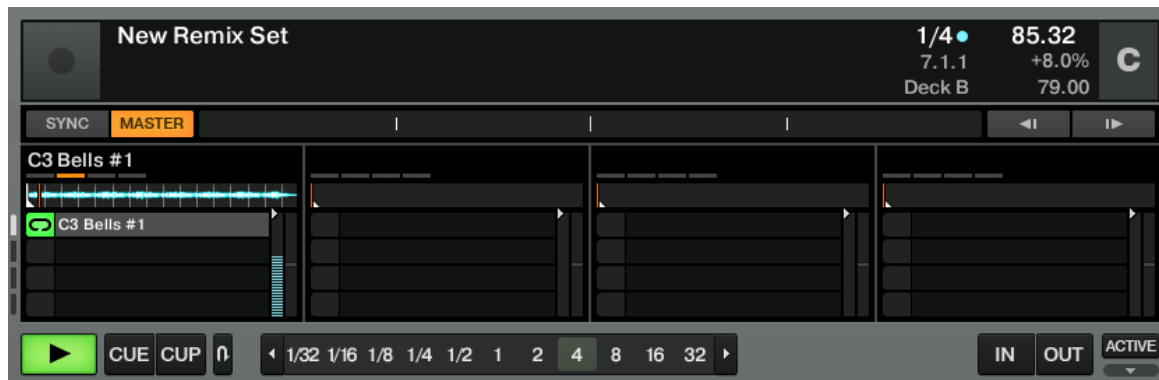 New Remix Set
1/4 85.32
7.1.1 +8.0%
Deck B 79.00
C
SYNC MASTER
C3 Bells #1
C3 Bells #1
CUE CUP
1/32 1/16 1/8 1/4 1/2 1 2 4 8 16 32
IN OUT ACTIVE